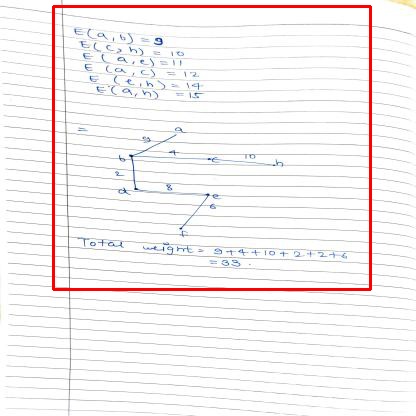 E(a,b) = 9
E(c,h) = 10
E(a,e) = 11
E(a,c) = 12
E(e,h) = 14
E(a,h) = 15
=
a
9
b 4 c 10 h
2
d 8 e
6
f
Total weight = 9+4+10+2+2+6
= 33.